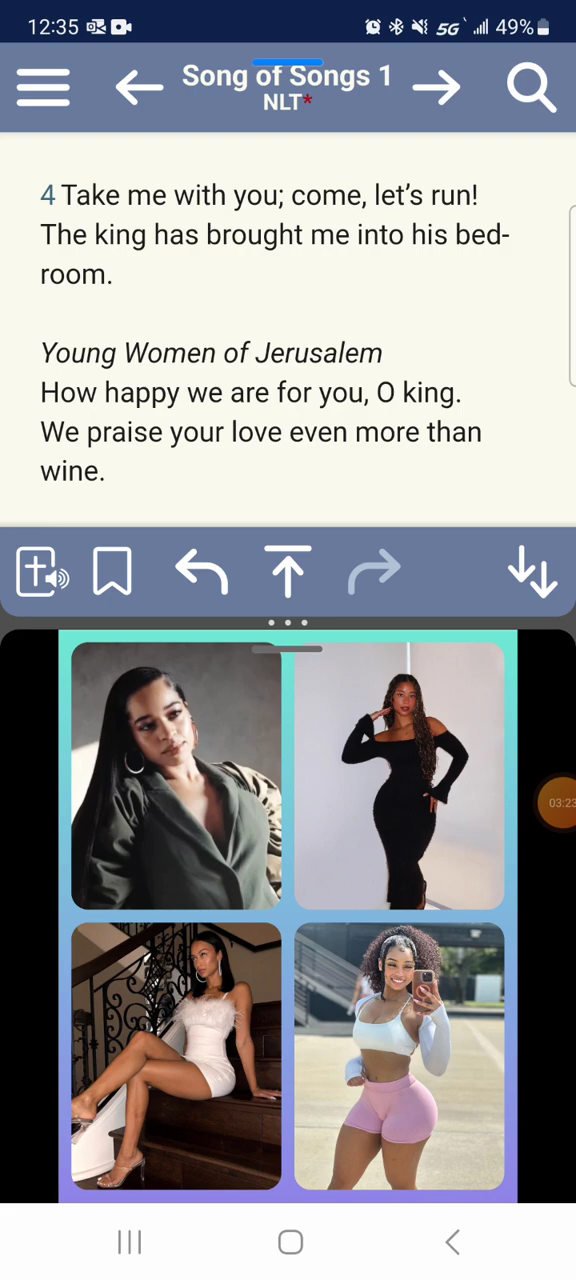 12:35
5G
49%
Song of Songs 1
NLT*
4 Take me with you; come, let’s run!
The king has brought me into his bed-
room.
Young Women of Jerusalem
How happy we are for you, O king.
We praise your love even more than
wine.
03:23